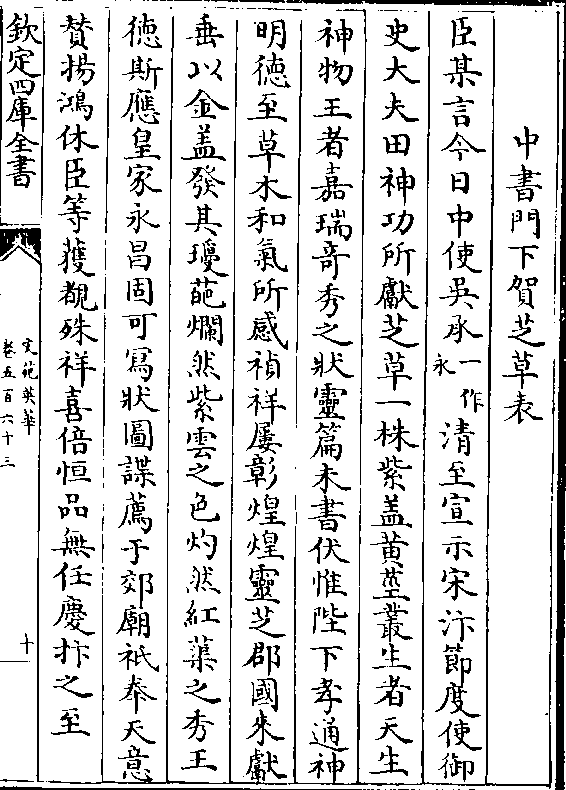 中書門下賀芝草表
臣某言今日中使吳承一作永清至宣示宋汴節度使御
史大夫田神功所獻芝草一株紫盖黄莖叢生者天生
神物王者嘉瑞竒秀之狀靈篇未書伏惟陛下孝通神
明徳至草木和氣所感禎祥屢彰煌煌靈芝郡國來獻
垂以金盖發其瓊葩爛然紫雲之色灼然紅蕖之秀王
徳斯應皇家永昌固可寫狀圖諜薦于郊廟祇奉天意
賛揚鴻休臣等獲覩殊祥喜倍恒品無任慶抃之至
欽定四庫全書
文苑英華
卷五百六十三
十